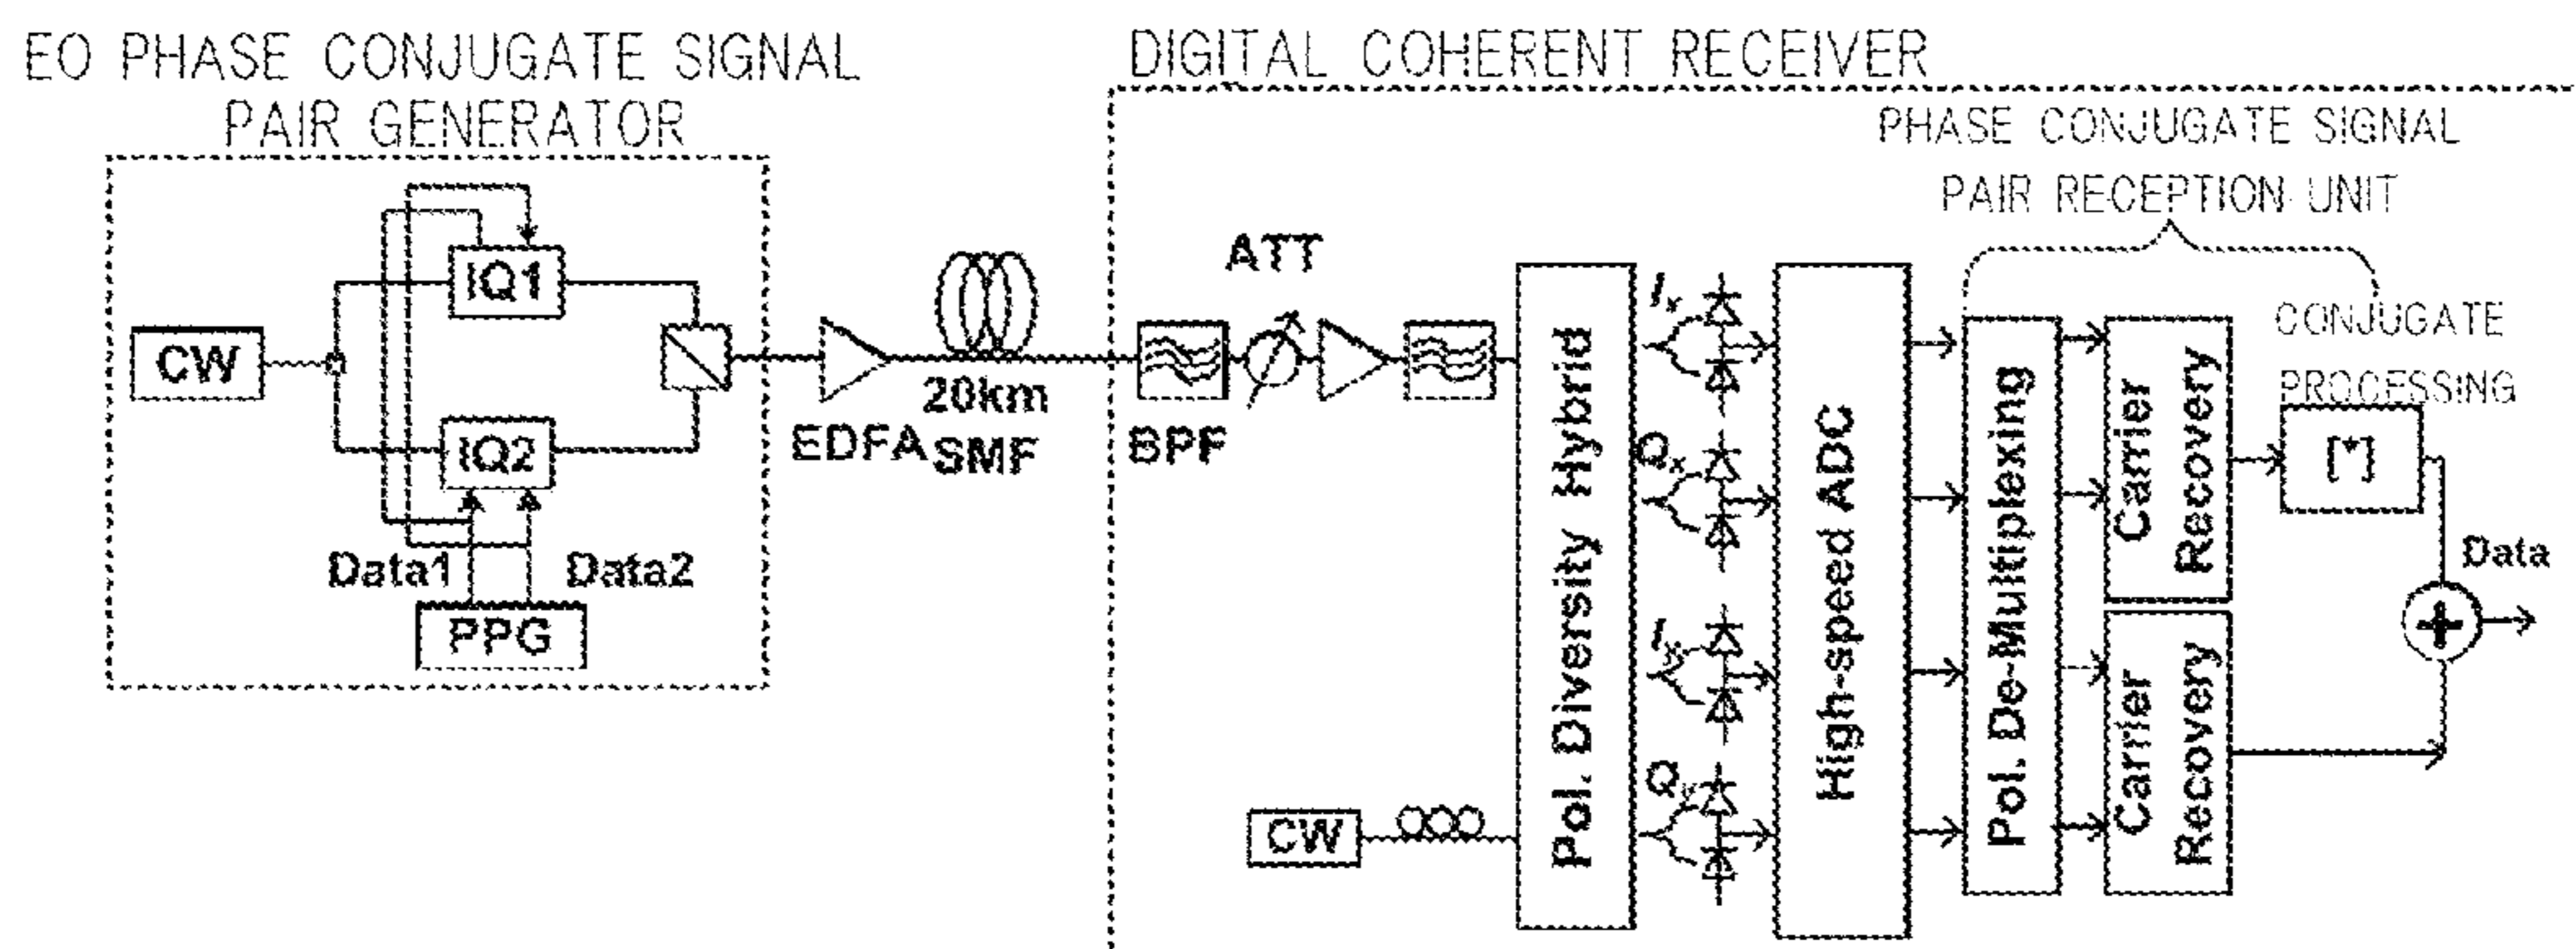 EO PHASE CONJUGATE SIGNAL
PAIR GENERATOR
DIGITAL COHERENT RECEIVER
PHASE CONJUGATE SIGNAL
PAIR RECEPTION UNIT
CONJUGATE
PROCESSING
CW
IQ1
IQ2
Data1
Data2
PPG
EDFA
20km
SMF
BPF
ATT
CW
Pol. Diversity Hybrid
Ix
Qx
Qy
High-speed ADC
Pol. De-Multiplexing
Carrier
Recovery
Carrier
Recovery
[*]
+
Data